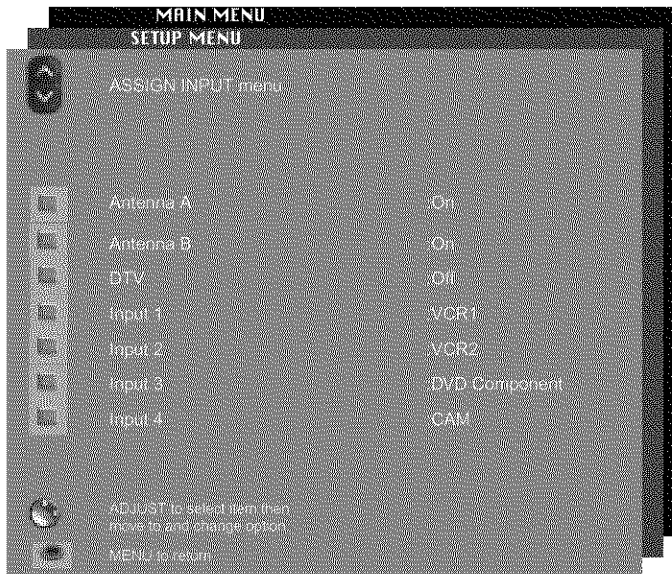 MAIN MENU
SETUP MENU
ASSIGN INPUT menu
Antenna A On
Antenna B On
DTV Off
Input 1 VCR1
Input 2 VCR2
Input 3 DVD Component
Input 4 CAM
ADJUST to select item then
move to and change option
MENU to return